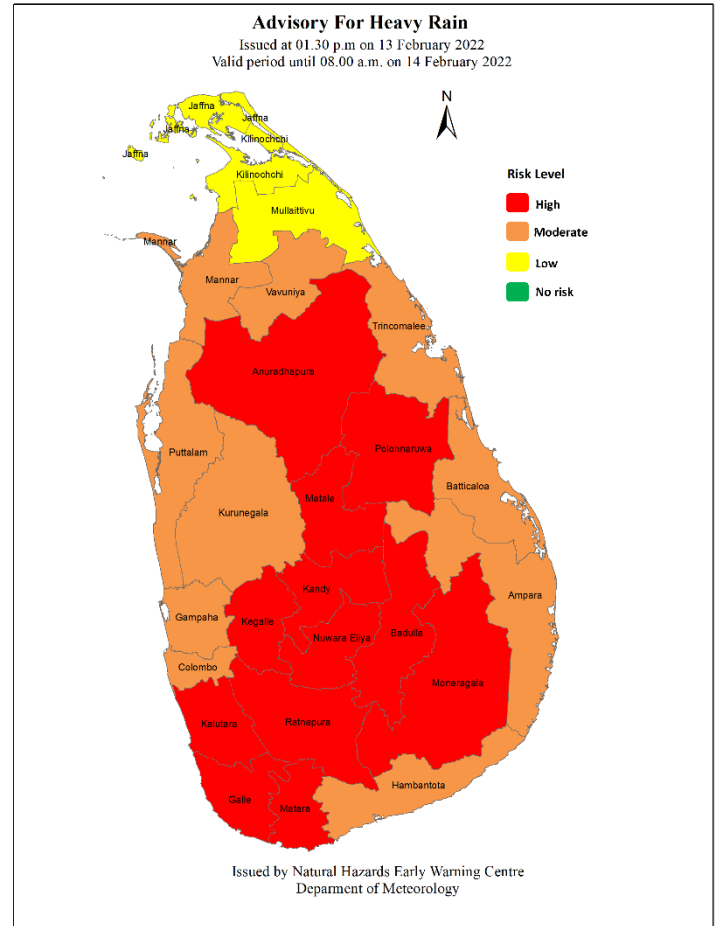 Advisory For Heavy Rain
Issued at 01.30 p.m on 13 February 2022
Valid period until 08.00 a.m. on 14 February 2022
N
Jaffna
Jaffna
Jaffna
Kilinochchi
Jaffna
Kilinochchi
Risk Level
High
Mullaittivu
Moderate
Mannar
Low
Mannar
Vavuniya
No risk
Trincomalee
Anuradhapura
Polonnaruwa
Puttalam
Batticaloa
Matale
Kurunegala
Kandy
Ampara
Gampaha
Kegalle
Badulla
Nuwara Eliya
Colombo
Moneragala
Kalutara
Ratnapura
Hambantota
Galle
Matara
Issued by Natural Hazards Early Warning Centre
Deparment of Meteorology